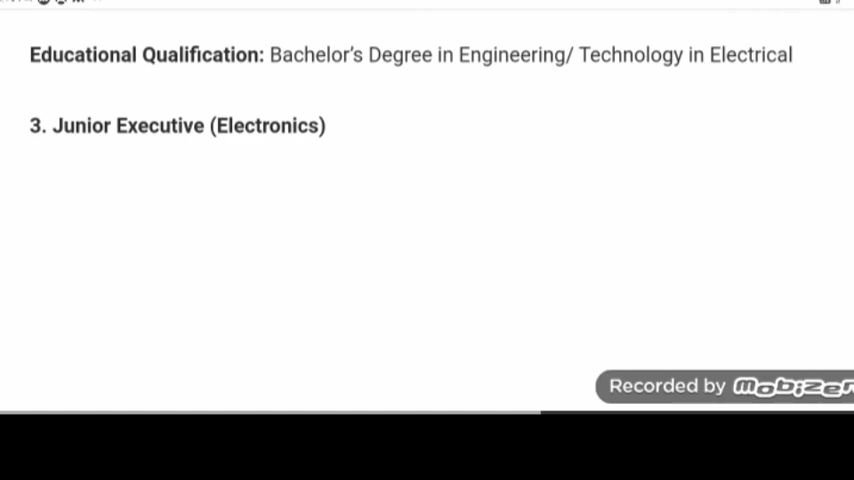 Educational Qualification: Bachelor's Degree in Engineering/ Technology in Electrical
3. Junior Executive (Electronics)
Recorded by Mobizen